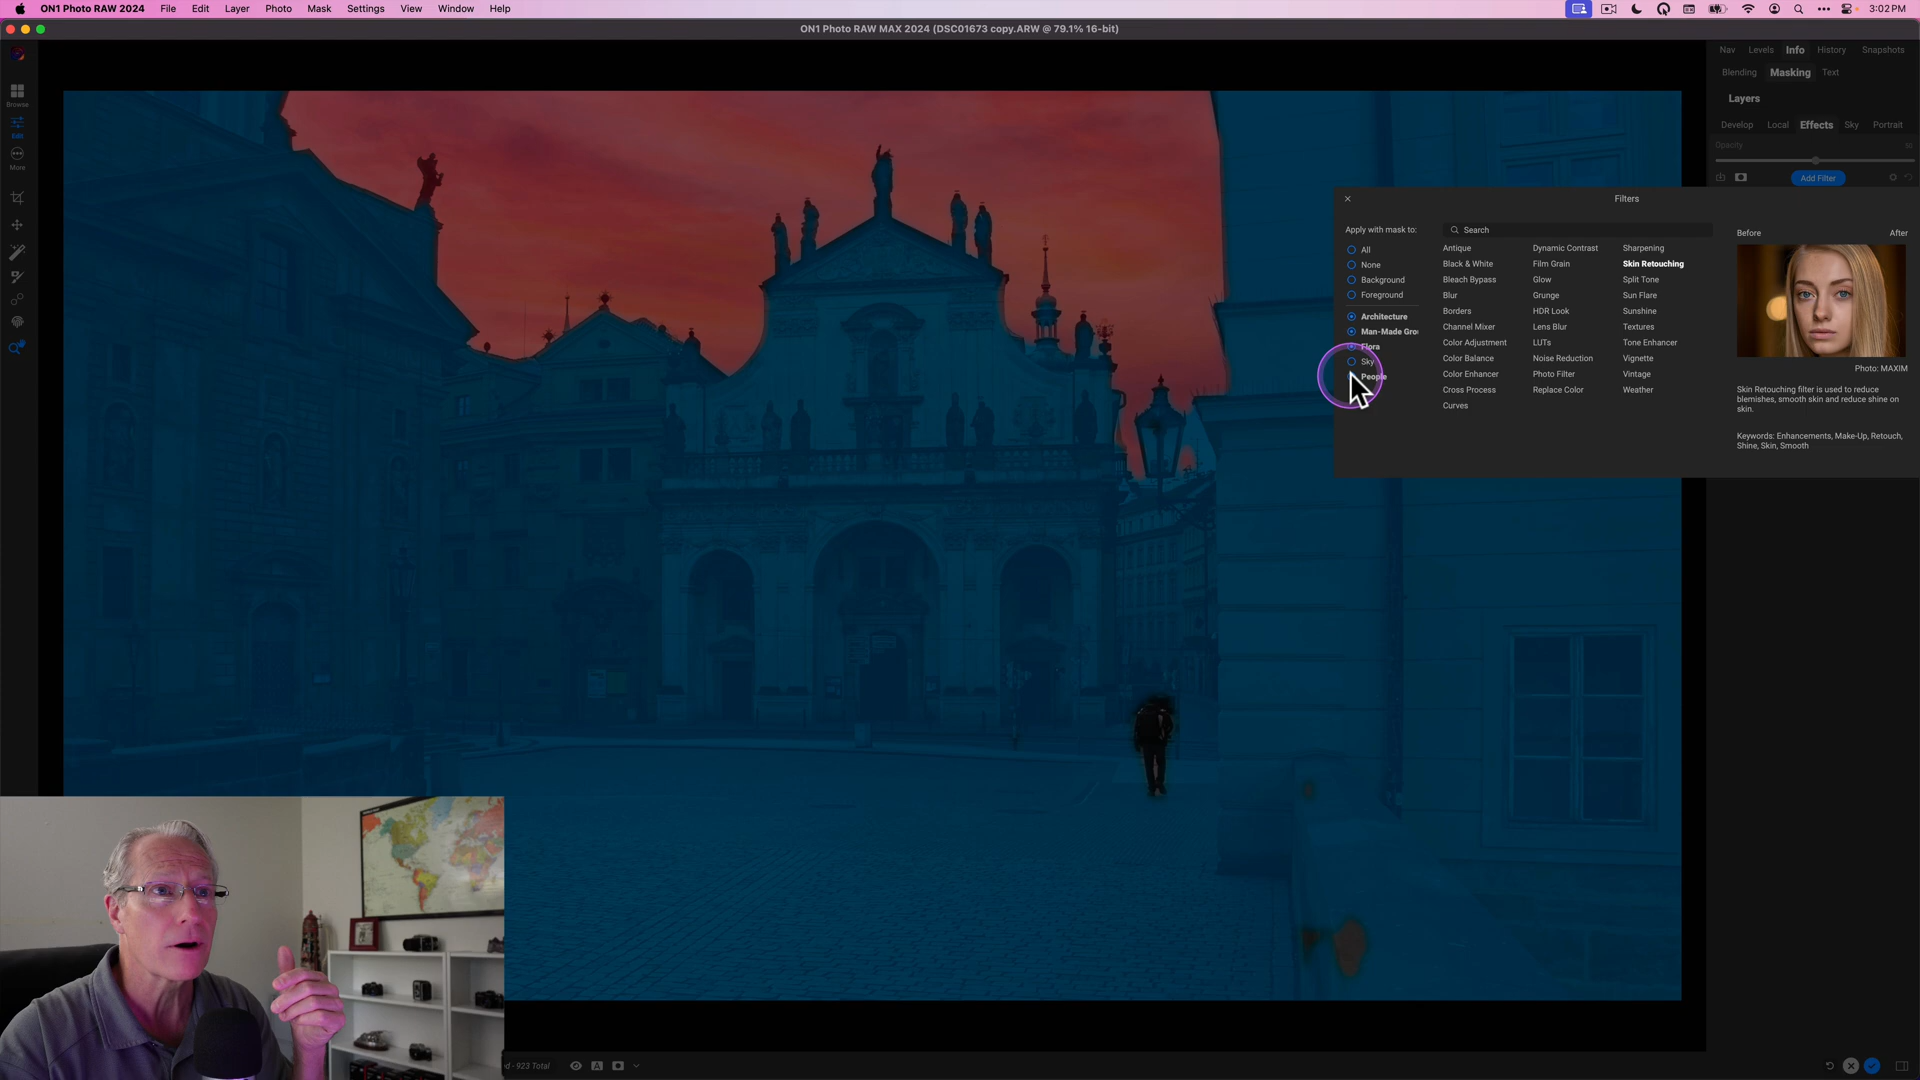 ON1 Photo RAW 2024 File Edit Layer Photo Mask Settings View Window Help 3:02 PM
ON1 Photo RAW MAX 2024 (DSC01673 copy.ARW @ 79.1% 16-bit)
Nav Levels Info History Snapshots
Blending Masking Text
Layers
Develop Local Effects Sky Portrait
Opacity 50
Add Filter
Browse
Edit
More
Filters
Apply with mask to:
All
None
Background
Foreground
Architecture
Man-Made Gro
Flora
Sky
People
Search
Antique
Black & White
Bleach Bypass
Blur
Borders
Channel Mixer
Color Adjustment
Color Balance
Color Enhancer
Cross Process
Curves
Dynamic Contrast
Film Grain
Glow
Grunge
HDR Look
Lens Blur
LUTs
Noise Reduction
Photo Filter
Replace Color
Sharpening
Skin Retouching
Split Tone
Sun Flare
Sunshine
Textures
Tone Enhancer
Vignette
Vintage
Weather
Before After
Photo: MAXIM
Skin Retouching filter is used to reduce
blemishes, smooth skin and reduce shine on
skin.
Keywords: Enhancements, Make-Up, Retouch,
Shine, Skin, Smooth
d - 923 Total
A